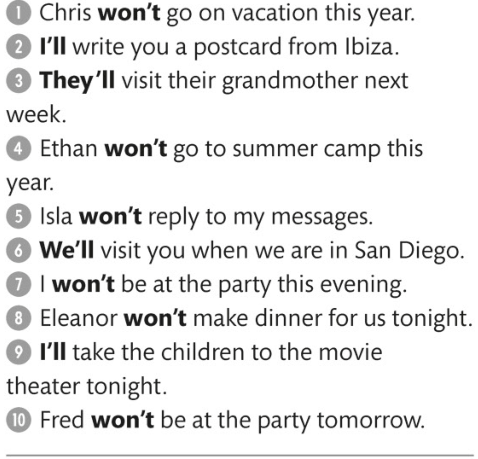 1 Chris won't go on vacation this year.
2 I'll write you a postcard from Ibiza.
3 They'll visit their grandmother next
week.
4 Ethan won't go to summer camp this
year.
5 Isla won't reply to my messages.
6 We'll visit you when we are in San Diego.
7 I won't be at the party this evening.
8 Eleanor won't make dinner for us tonight.
9 I'll take the children to the movie
theater tonight.
10 Fred won't be at the party tomorrow.